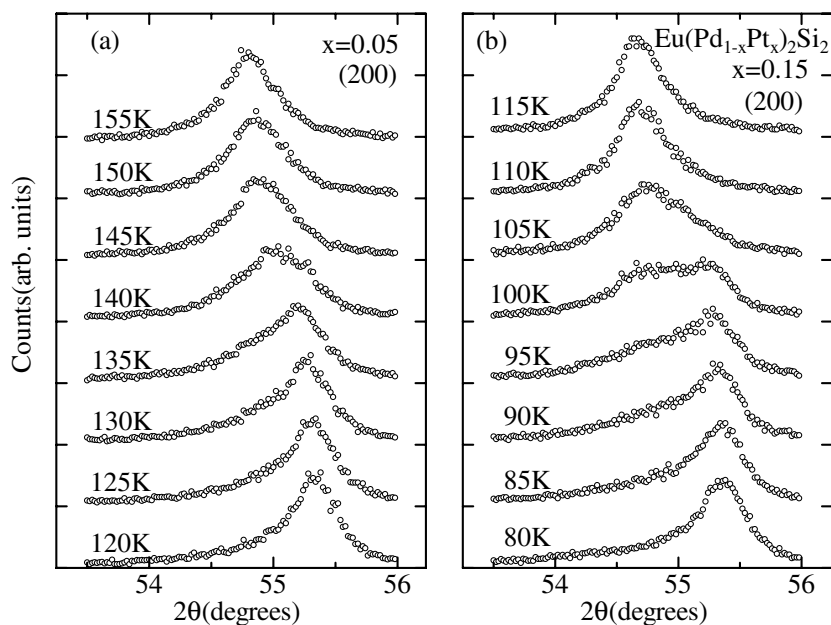 (a)
x=0.05
(200)
155K
150K
145K
140K
135K
130K
125K
120K
54
55
56
2θ(degrees)
Counts(arb. units)
(b)
Eu(Pd₁₋ₓPtₓ)₂Si₂
x=0.15
(200)
115K
110K
105K
100K
95K
90K
85K
80K
54
55
56
2θ(degrees)